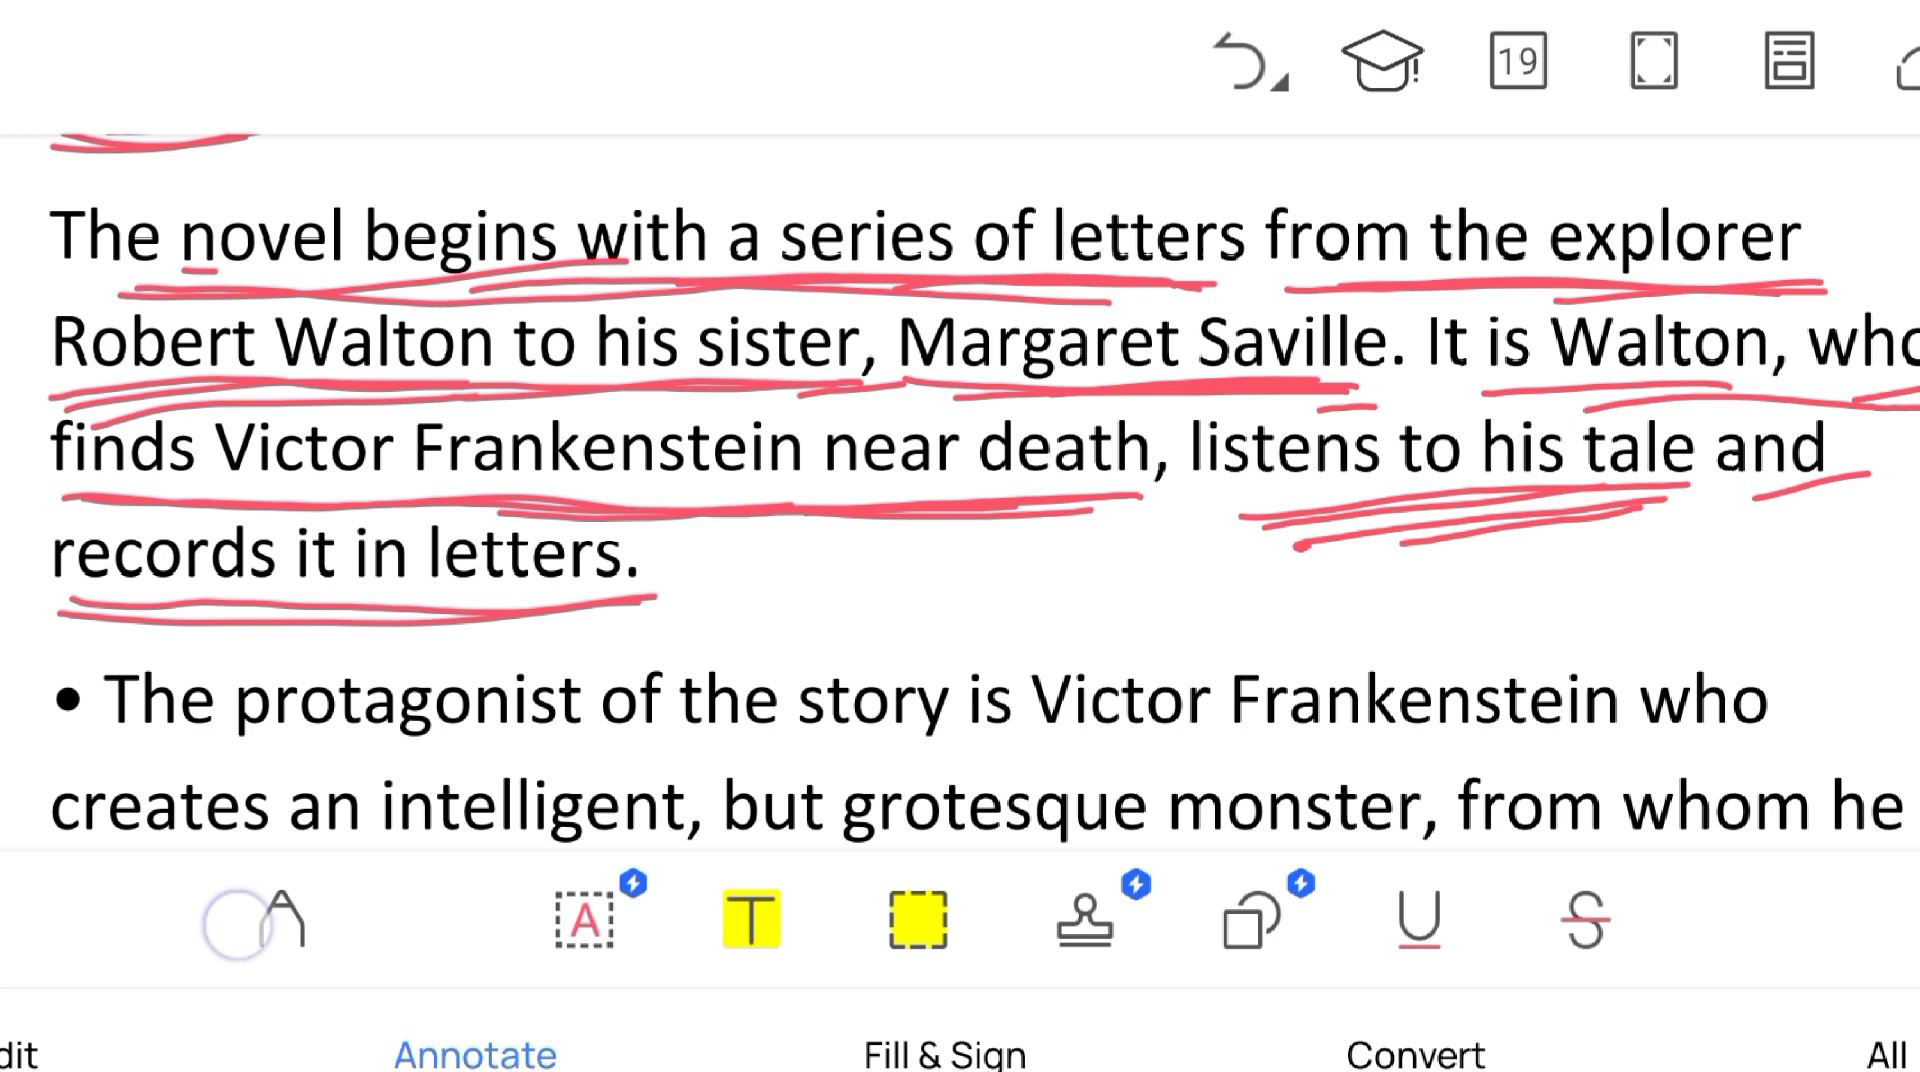 19
The novel begins with a series of letters from the explorer
Robert Walton to his sister, Margaret Saville. It is Walton, who
finds Victor Frankenstein near death, listens to his tale and
records it in letters.
• The protagonist of the story is Victor Frankenstein who
creates an intelligent, but grotesque monster, from whom he
A T U S
dit Annotate Fill & Sign Convert All